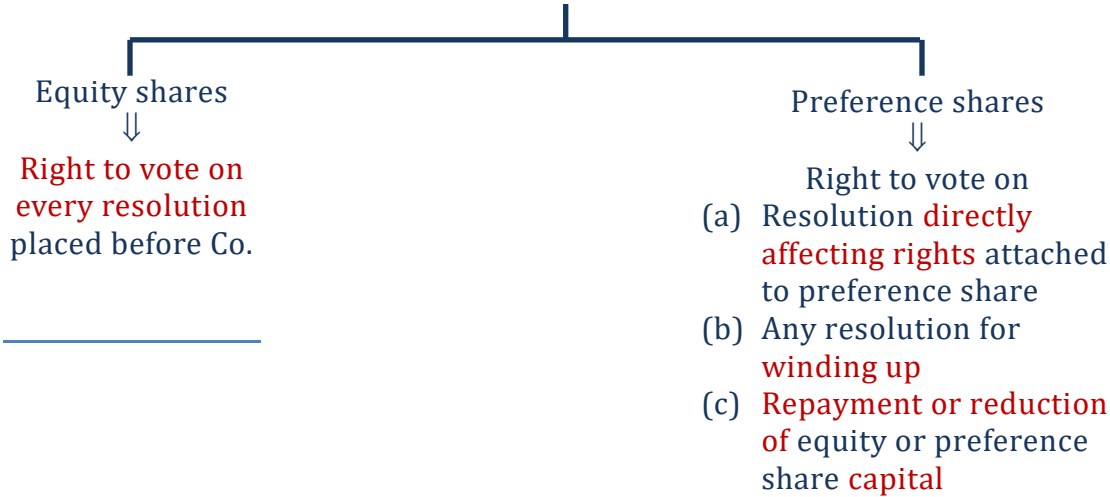 Equity shares
⇓
Right to vote on
every resolution
placed before Co.
Preference shares
⇓
Right to vote on
(a) Resolution directly
affecting rights attached
to preference share
(b) Any resolution for
winding up
(c) Repayment or reduction
of equity or preference
share capital